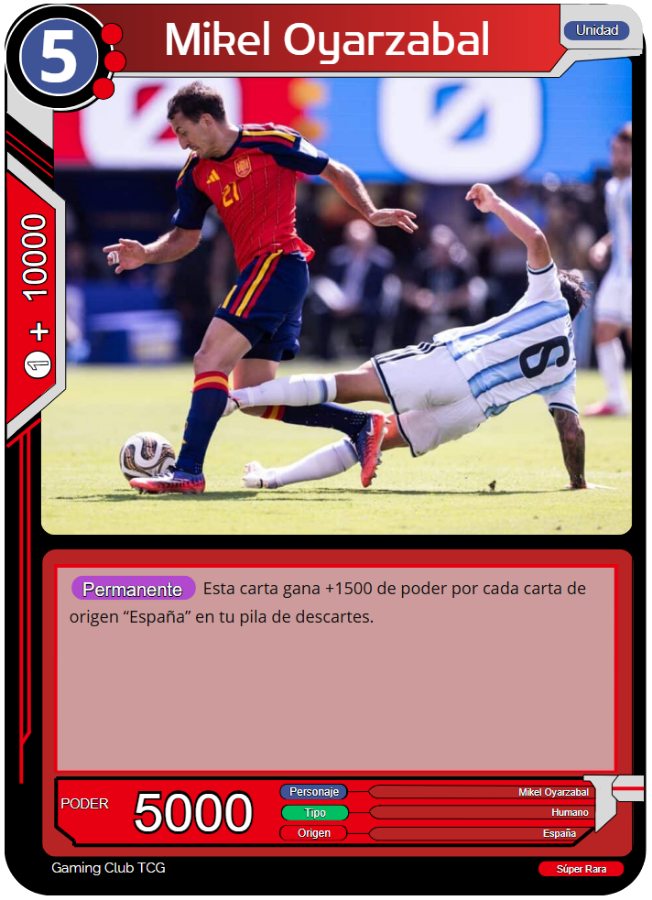 5
Mikel Oyarzabal
Unidad
1 + 10000
21
9
Permanente Esta carta gana +1500 de poder por cada carta de
origen “España” en tu pila de descartes.
PODER 5000
Personaje Mikel Oyarzabal
Tipo Humano
Origen España
Gaming Club TCG
Súper Rara